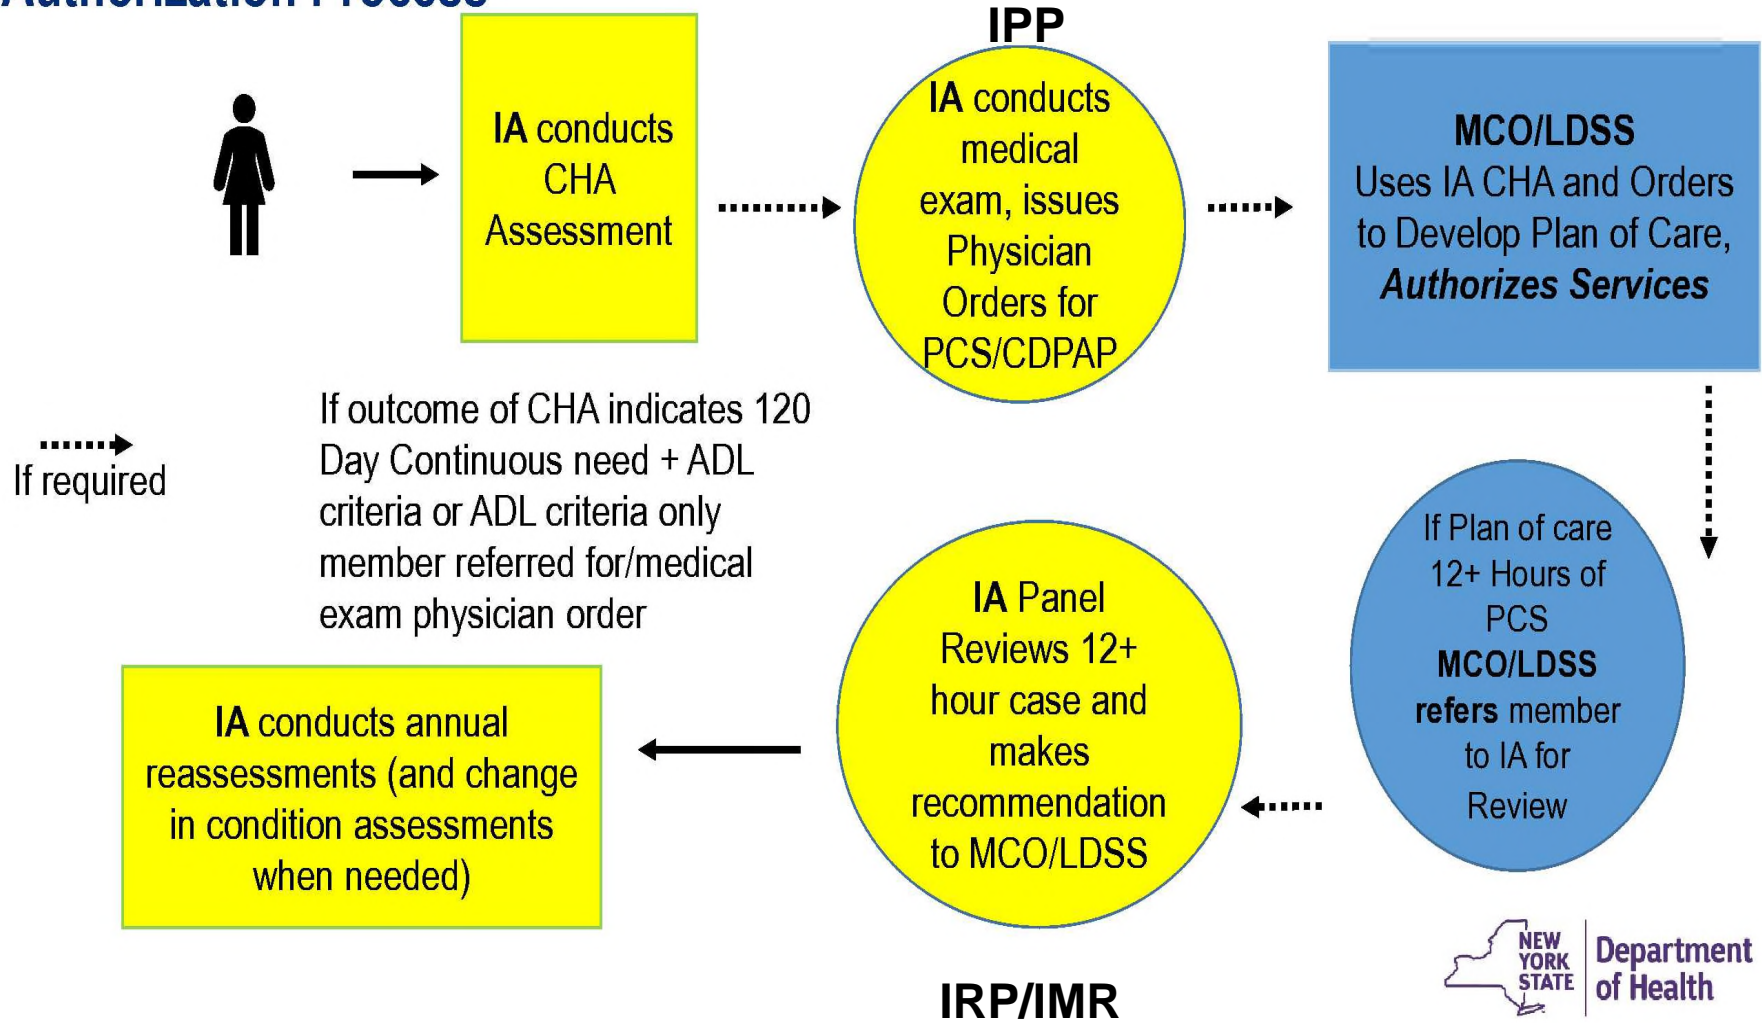 Authorization Process
IPP
IA conducts
CHA
Assessment
IA conducts
medical
exam, issues
Physician
Orders for
PCS/CDPAP
MCO/LDSS
Uses IA CHA and Orders
to Develop Plan of Care,
Authorizes Services
If required
If outcome of CHA indicates 120
Day Continuous need + ADL
criteria or ADL criteria only
member referred for/medical
exam physician order
If Plan of care
12+ Hours of
PCS
MCO/LDSS
refers member
to IA for
Review
IA Panel
Reviews 12+
hour case and
makes
recommendation
to MCO/LDSS
IA conducts annual
reassessments (and change
in condition assessments
when needed)
IRP/IMR
NEW
YORK
STATE
Department
of Health